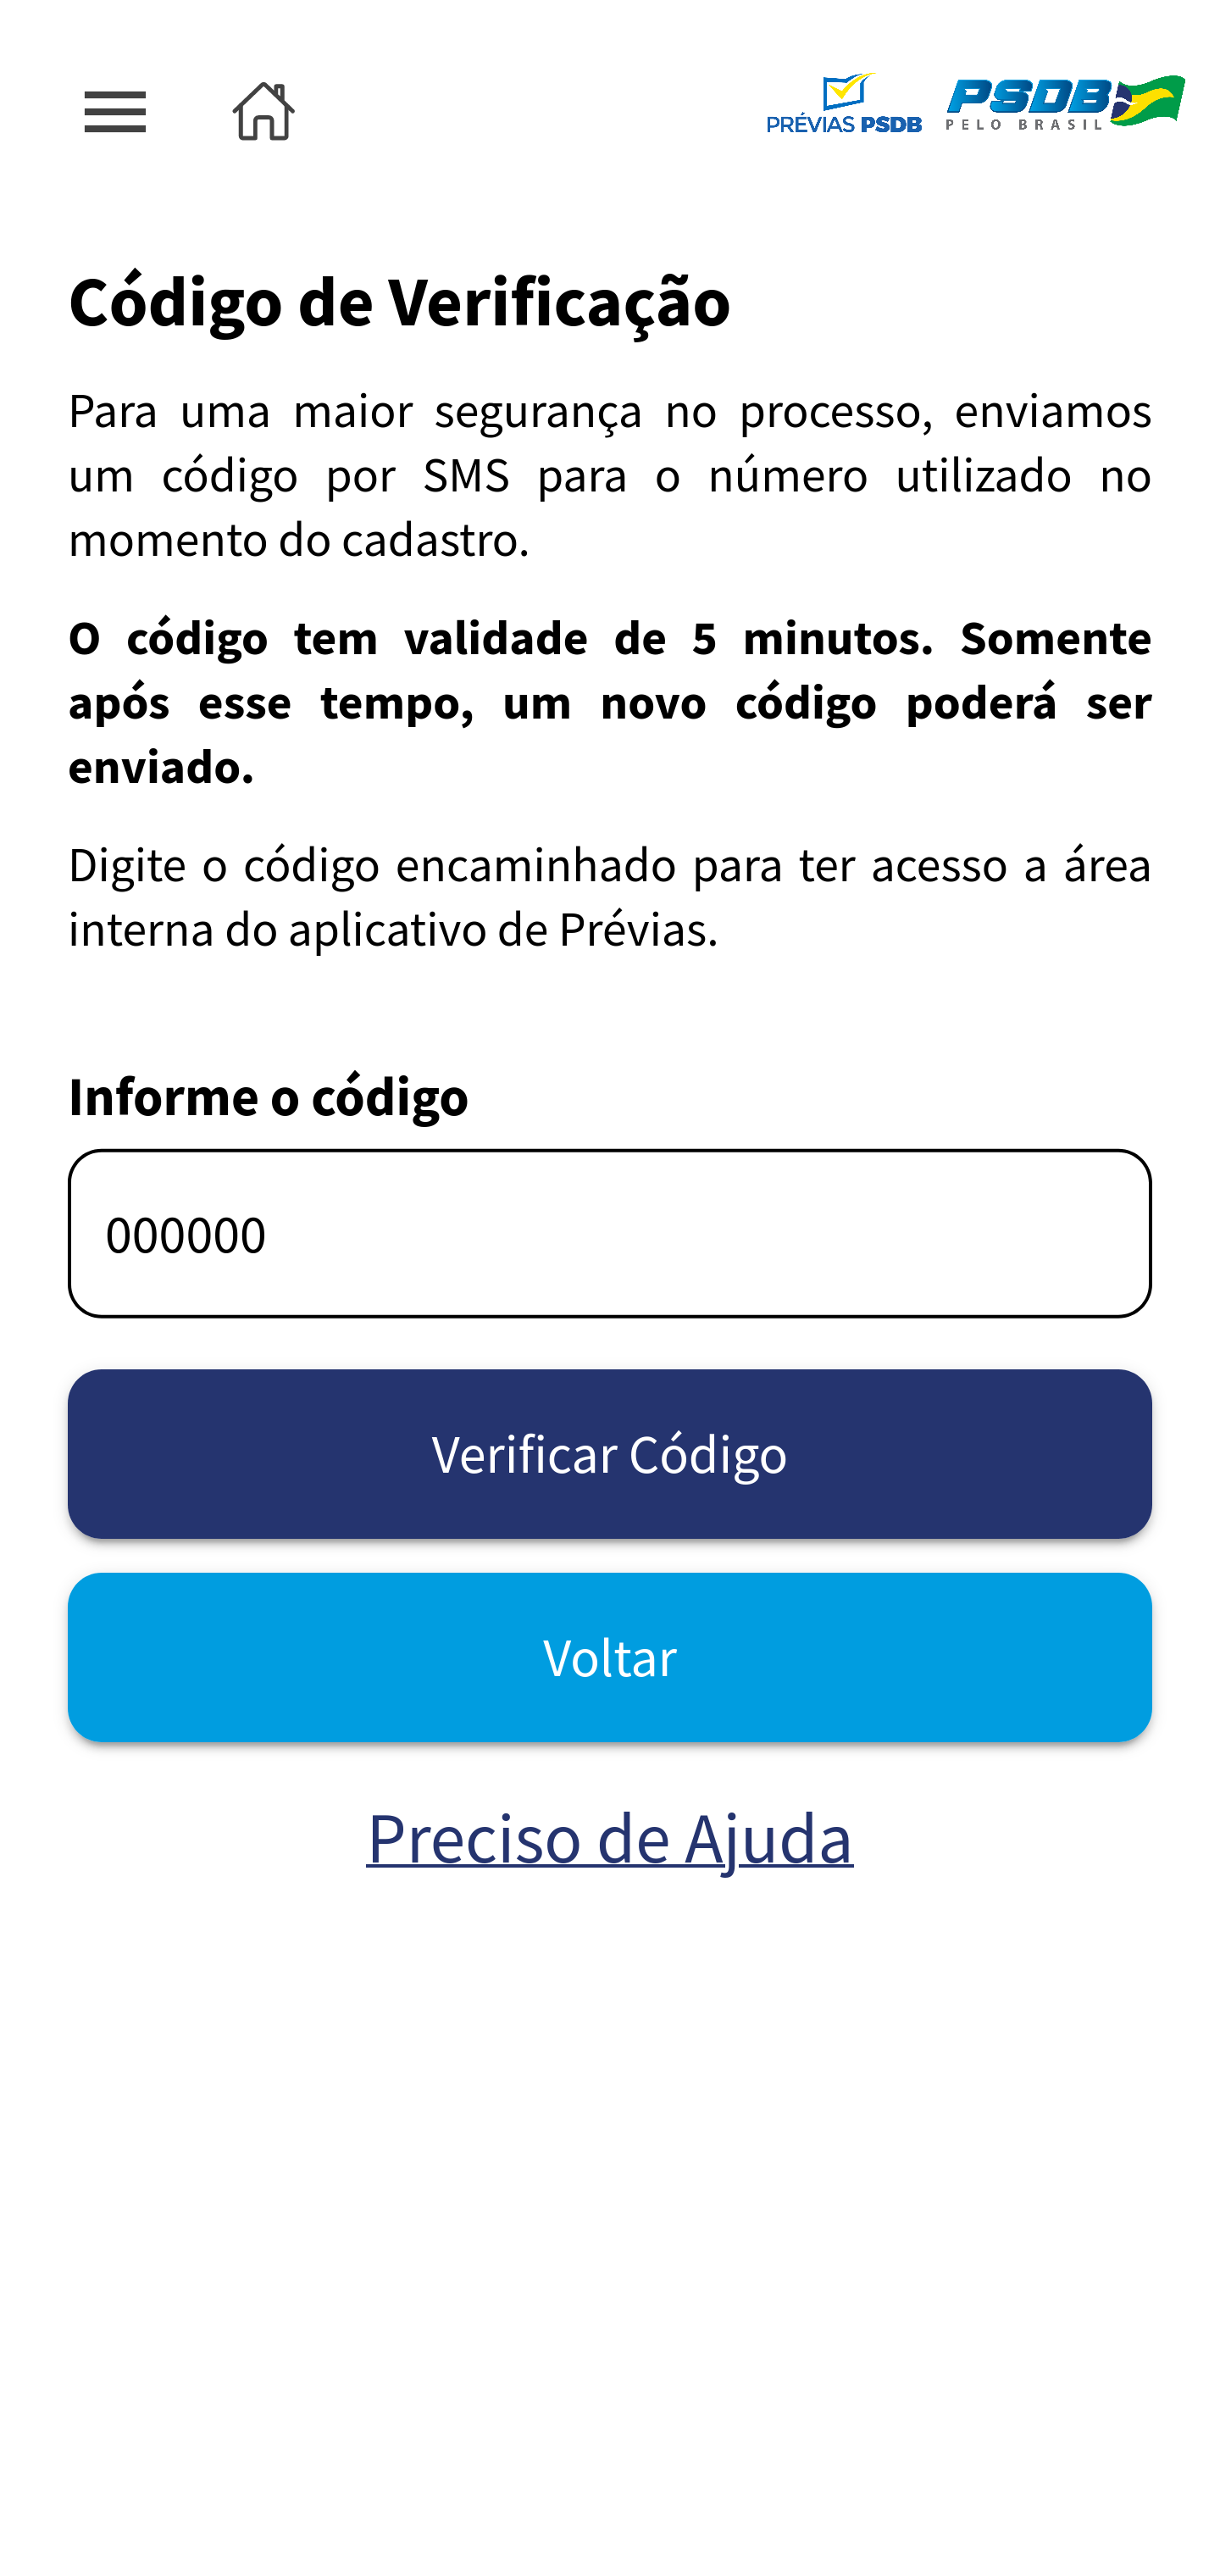 PRÉVIAS PSDB
PSDB
PELO BRASIL
Código de Verificação
Para uma maior segurança no processo, enviamos
um código por SMS para o número utilizado no
momento do cadastro.
O código tem validade de 5 minutos. Somente
após esse tempo, um novo código poderá ser
enviado.
Digite o código encaminhado para ter acesso a área
interna do aplicativo de Prévias.
Informe o código
000000
Verificar Código
Voltar
Preciso de Ajuda